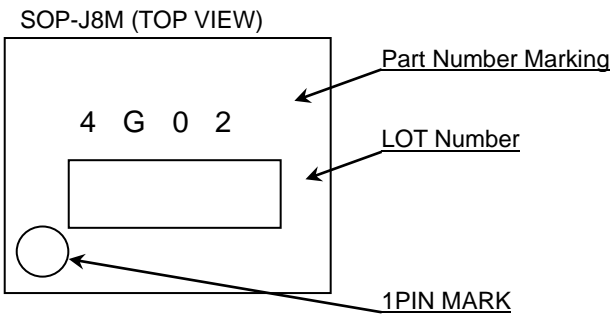 SOP-J8M (TOP VIEW)
Part Number Marking
4 G 0 2
LOT Number
1PIN MARK